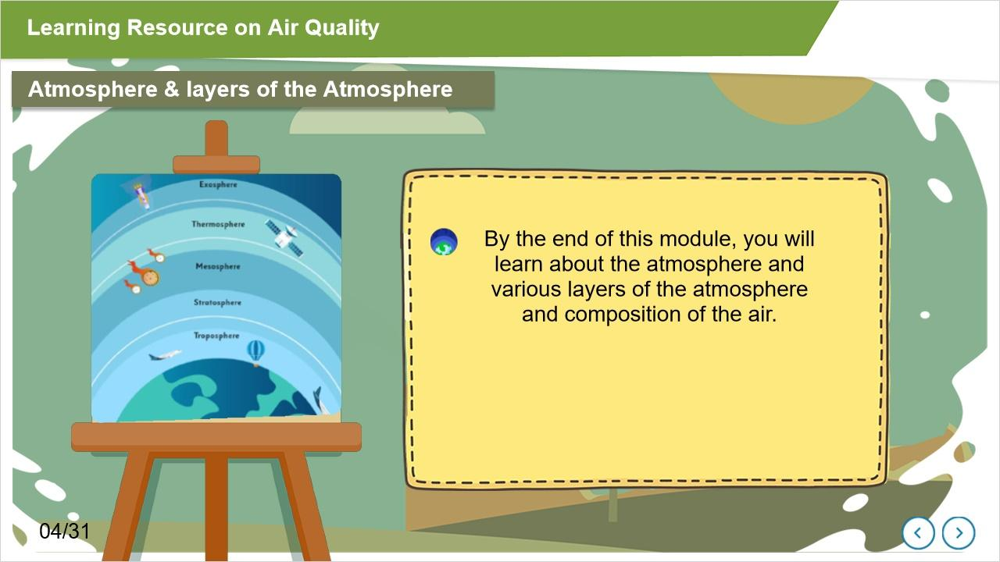 Learning Resource on Air Quality
Atmosphere & layers of the Atmosphere
Exosphere
Thermosphere
Mesosphere
Stratosphere
Troposphere
By the end of this module, you will
learn about the atmosphere and
various layers of the atmosphere
and composition of the air.
04/31